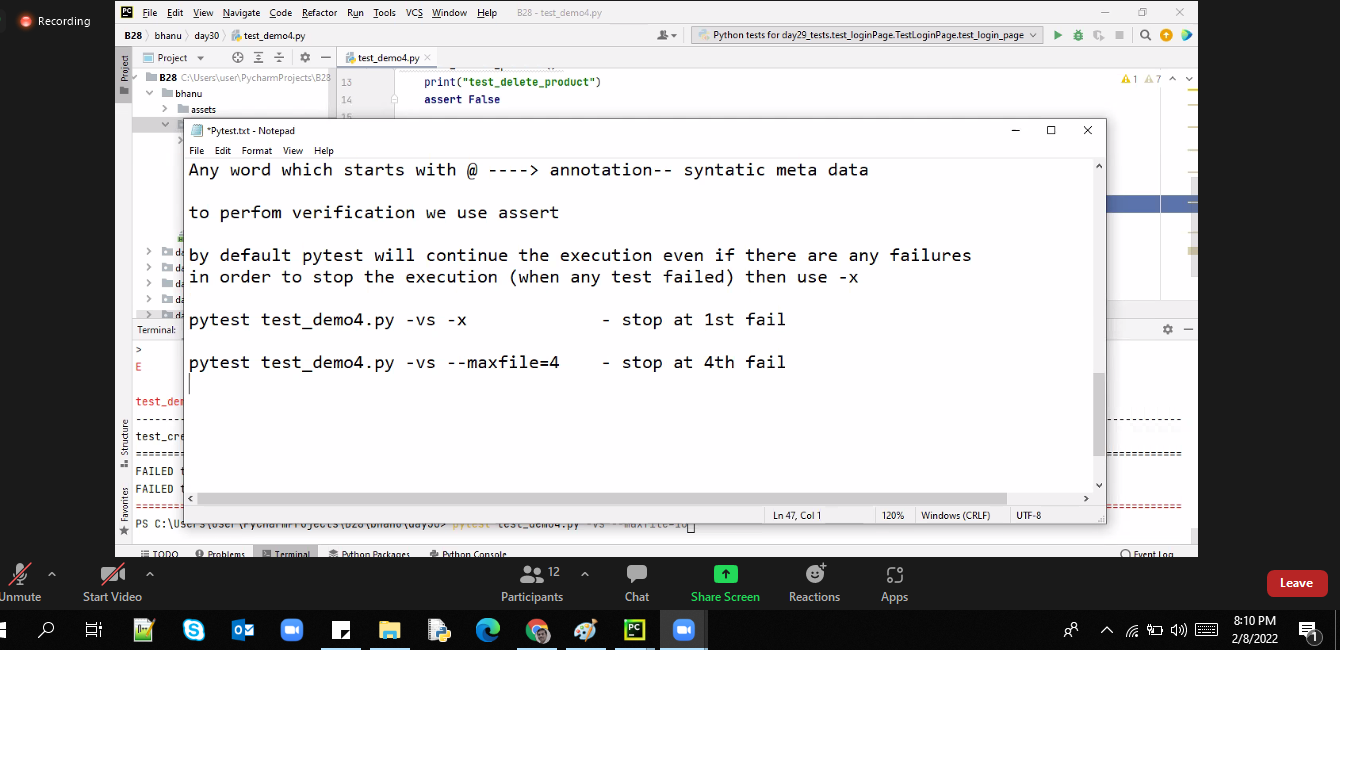 Recording
File Edit View Navigate Code Refactor Run Tools VCS Window Help B28 - test_demo4.py
B28 bhanu day30 test_demo4.py
Python tests for day29_tests.test_loginPage.TestLoginPage.test_login_page
Project
Project
test_demo4.py
B28 C:\Users\user\PycharmProjects\B28
bhanu
assets
13 print("test_delete_product")
14 assert False
15
1 7
*Pytest.txt - Notepad
File Edit Format View Help
Any word which starts with @ ----> annotation-- syntatic meta data
to perfom verification we use assert
by default pytest will continue the execution even if there are any failures
in order to stop the execution (when any test failed) then use -x
pytest test_demo4.py -vs -x - stop at 1st fail
pytest test_demo4.py -vs --maxfile=4 - stop at 4th fail
Ln 47, Col 1 120% Windows (CRLF) UTF-8
da
da
da
da
da
Terminal:
>
E
test_den
test_cre
FAILED t
FAILED t
Structure
Favorites
PS C:\Users\user\PycharmProjects\B28\bhanu\day30> pytest test_demo4.py -vs --maxfile=10
TODO Problems Terminal Python Packages Python Console Event Log
Unmute
Start Video
12
Participants
Chat
Share Screen
Reactions
Apps
Leave
8:10 PM
2/8/2022
1